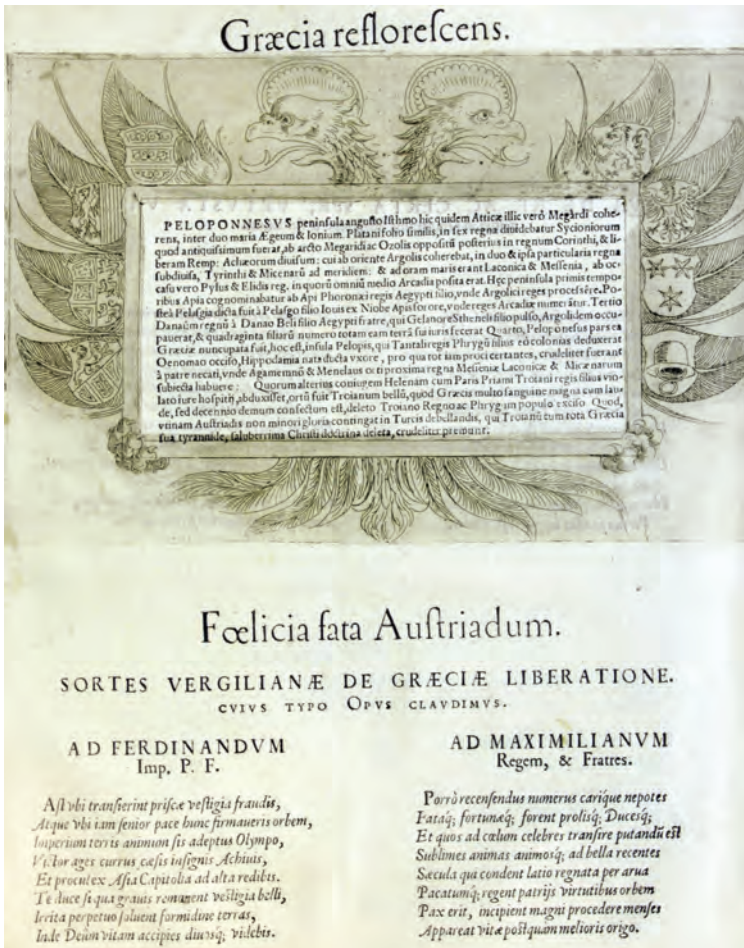 Græcia refloreſcens.
PELOPONNESVS peninſula anguſto Iſthmo hic quidem Atticæ illic verò Megàrdi cohe-
rens, inter duo maria Ægeum & Ionium. Platani folio ſimilis, in ſex regna diuidebatur Sycioniorum
quod antiquiſsimum fuerat, ab arcto Megaridi ac Ozolis oppoſitū poſterius in regnum Corinthi, & li-
beram Remp: Achæorum diuiſum: cui ab oriente Argolis coherebat, in duo & ipſa particularia regna
ſubdiuiſa, Tyrinthi & Micenarū ad meridiem: & ad oram maris erant Laconica & Meſſenia, ab oc-
caſu vero Pylus & Elidis reg. in quorū omniū medio Arcadia poſita erat. Hęc peninſula primis tempo-
ribus Apia cognominabatur ab Api Phoronæi regis Aegypti filio, vnde Argolici reges proceſſêre. Po-
ſteà Pelaſgia dicta fuit à Pelaſgo filio Iouis ex Niobe Apis ſorore, vnde reges Arcadiæ numerātur. Tertio
Danaûm regnū à Danao Beli filio Aegypti fratre, qui Gelanore Stheneli filio pulſo, Argolidem occu-
pauerat, & quadraginta filiarū numero totam eam terrā ſui iuris fecerat Quarto, Peloponeſus pars ea
Græciæ nuncupata fuit, hoc eſt, inſula Pelopis, qui Tantali regis Phrygū filius eò colonias deduxerat
Oenomao occiſo, Hippodamia nata ducta vxore, pro qua tot iam proci certantes, crudeliter fuerant
à patre necati, vnde Agamemnō & Menelaus orti proxima regna Meſſeniæ Laconicæ & Micænarum
ſubiecta habuere: Quorum alterius coniugem Helenam cum Paris Priami Troiani regis filius vio-
lato iure hoſpitij, abduxiſſet, ortū fuit Troianum bellū, quod Græcis multo ſanguine magna cum lau-
de, ſed decennio demum confectum eſt, deleto Troiano Regno ac Phrygum populo exciſo Quod,
vtinam Auſtriadis non minori gloria contingat in Turcis debellandis, qui Troianū cum tota Græcia
ſua tyrannide, ſaluberrima Chriſti doctrina deleta, crudeliter premunt.
Fœlicia fata Auſtriadum.
SORTES VERGILIANÆ DE GRÆCIÆ LIBERATIONE.
CVIVS TYPO OPVS CLAVDIMVS.
AD FERDINANDVM
Imp. P. F.
Aſt vbi tranſierint priſcæ veſtigia fraudis,
Atque vbi iam ſenior pace hunc firmaueris orbem,
Imperium terris animum ſis adeptus Olympo,
Victor ages currus cæſis inſignis Achiuis,
Et procul ex Aſia Capitolia ad alta redibis.
Te duce ſi qua grauis remanent veſtigia belli,
Irrita perpetuo ſoluent formidine terras,
Inde Deûm vitam accipies diuosq; videbis.
AD MAXIMILIANVM
Regem, & Fratres.
Porrò recenſendus numerus cariq́ue nepotes
Fataq́; fortunæq́; forent prolisq́; Ducesq́;
Et quos ad cœlum celebres tranſire putandū eſt
Sublimes animas animosq́; ad bella recentes
Sæcula qui condent latio regnata per arua
Pacatumq́; regent patrijs virtutibus orbem
Pax erit, incipient magni procedere menſes
Appareat vitæ poſtquam melioris origo.